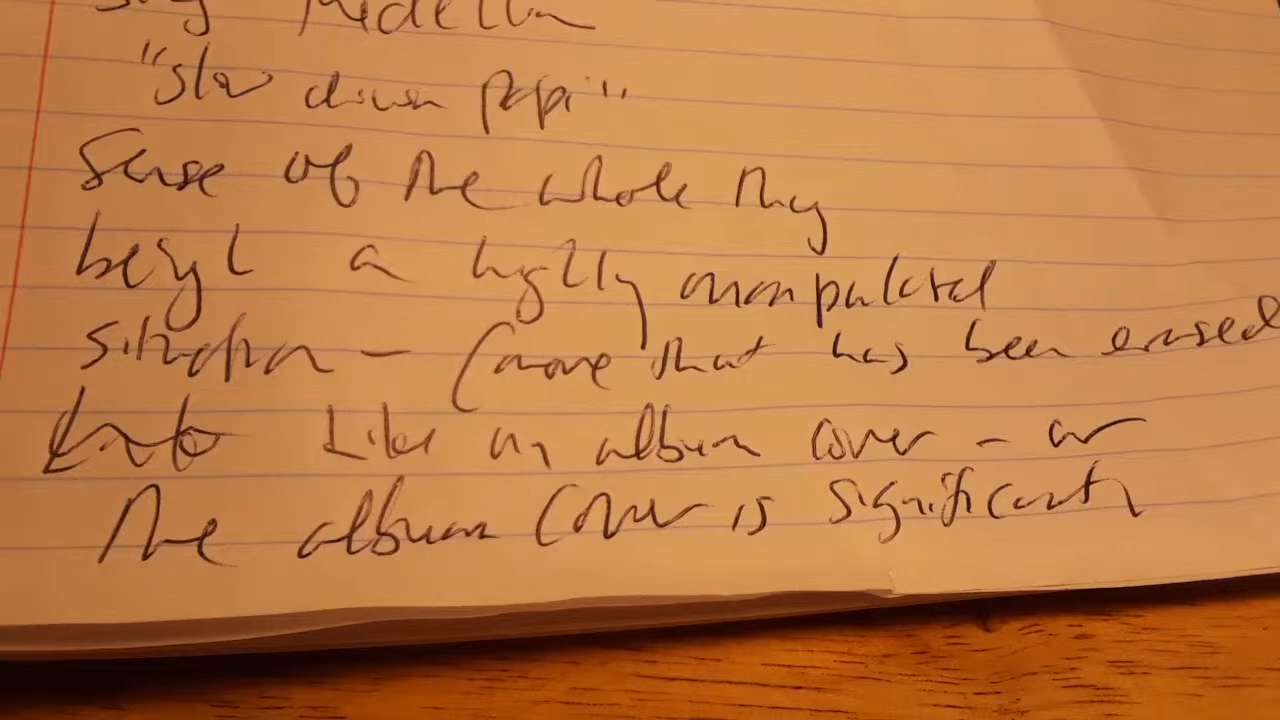 Medellin
"slow down papi"
Sense of the whole thing
being a highly manipulated
situation – (more that has been erased
Like an album cover – or
the album cover is significant